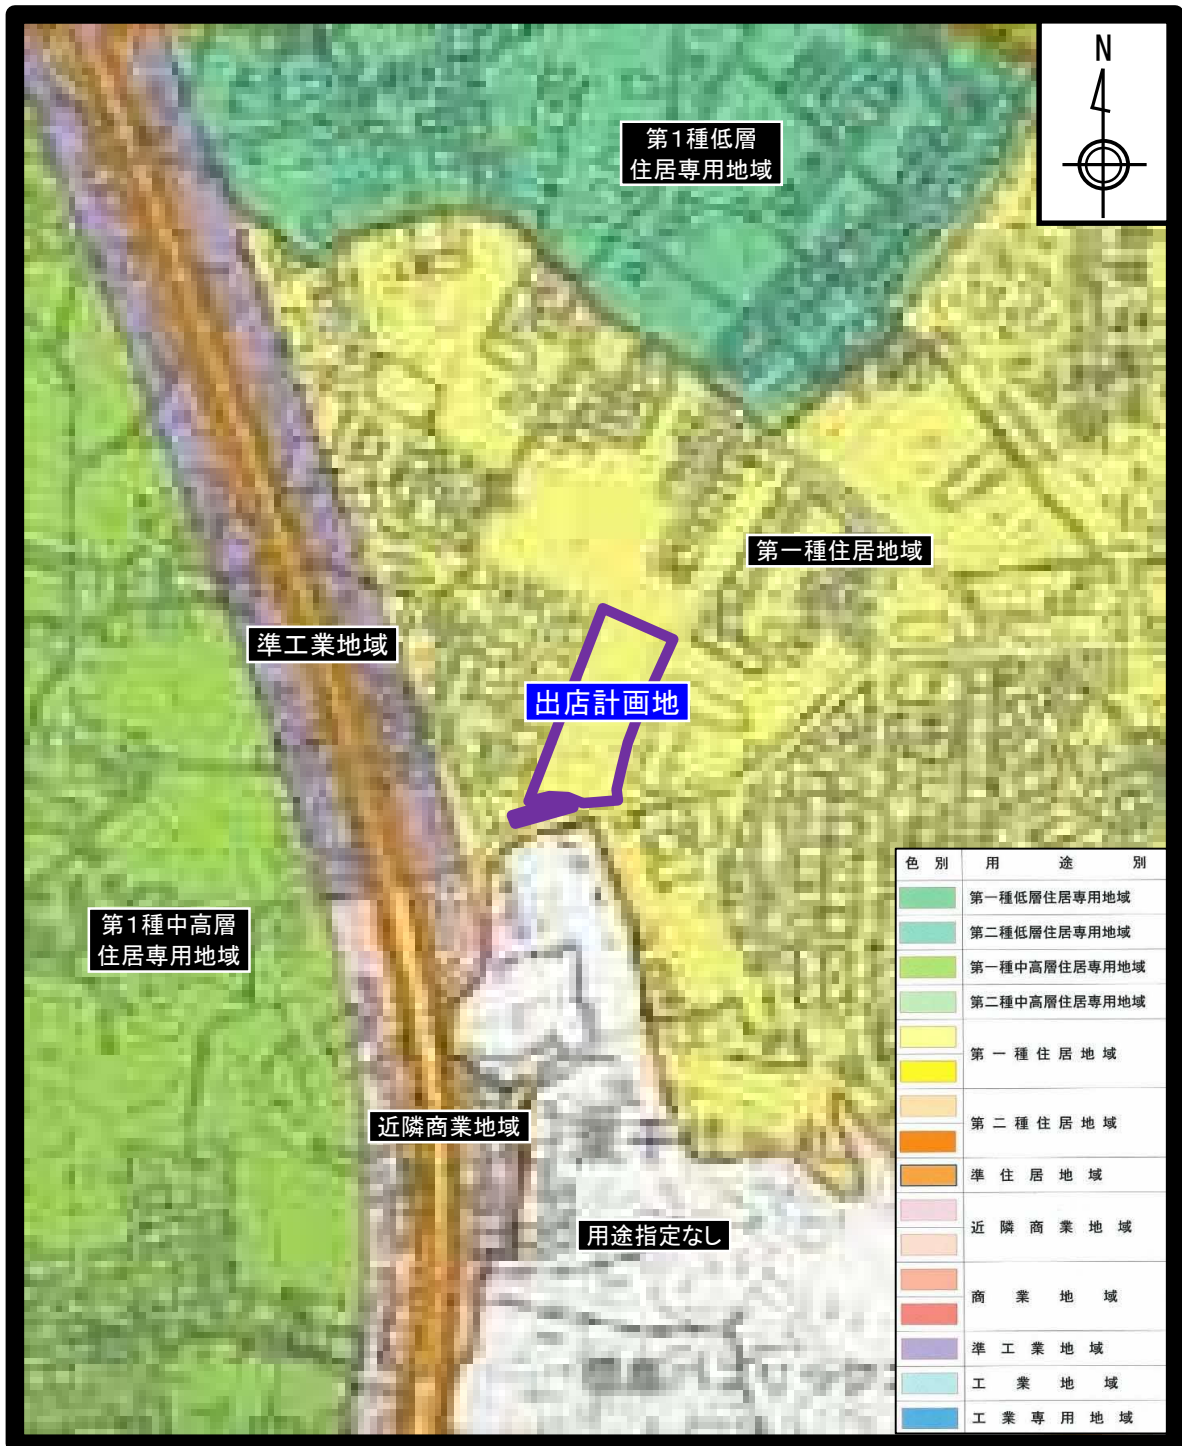 N
第1種低層
住居専用地域
第一種住居地域
準工業地域
出店計画地
第1種中高層
住居専用地域
近隣商業地域
用途指定なし
色別 用途別
第一種低層住居専用地域
第二種低層住居専用地域
第一種中高層住居専用地域
第二種中高層住居専用地域
第一種住居地域
第二種住居地域
準住居地域
近隣商業地域
商業地域
準工業地域
工業地域
工業専用地域